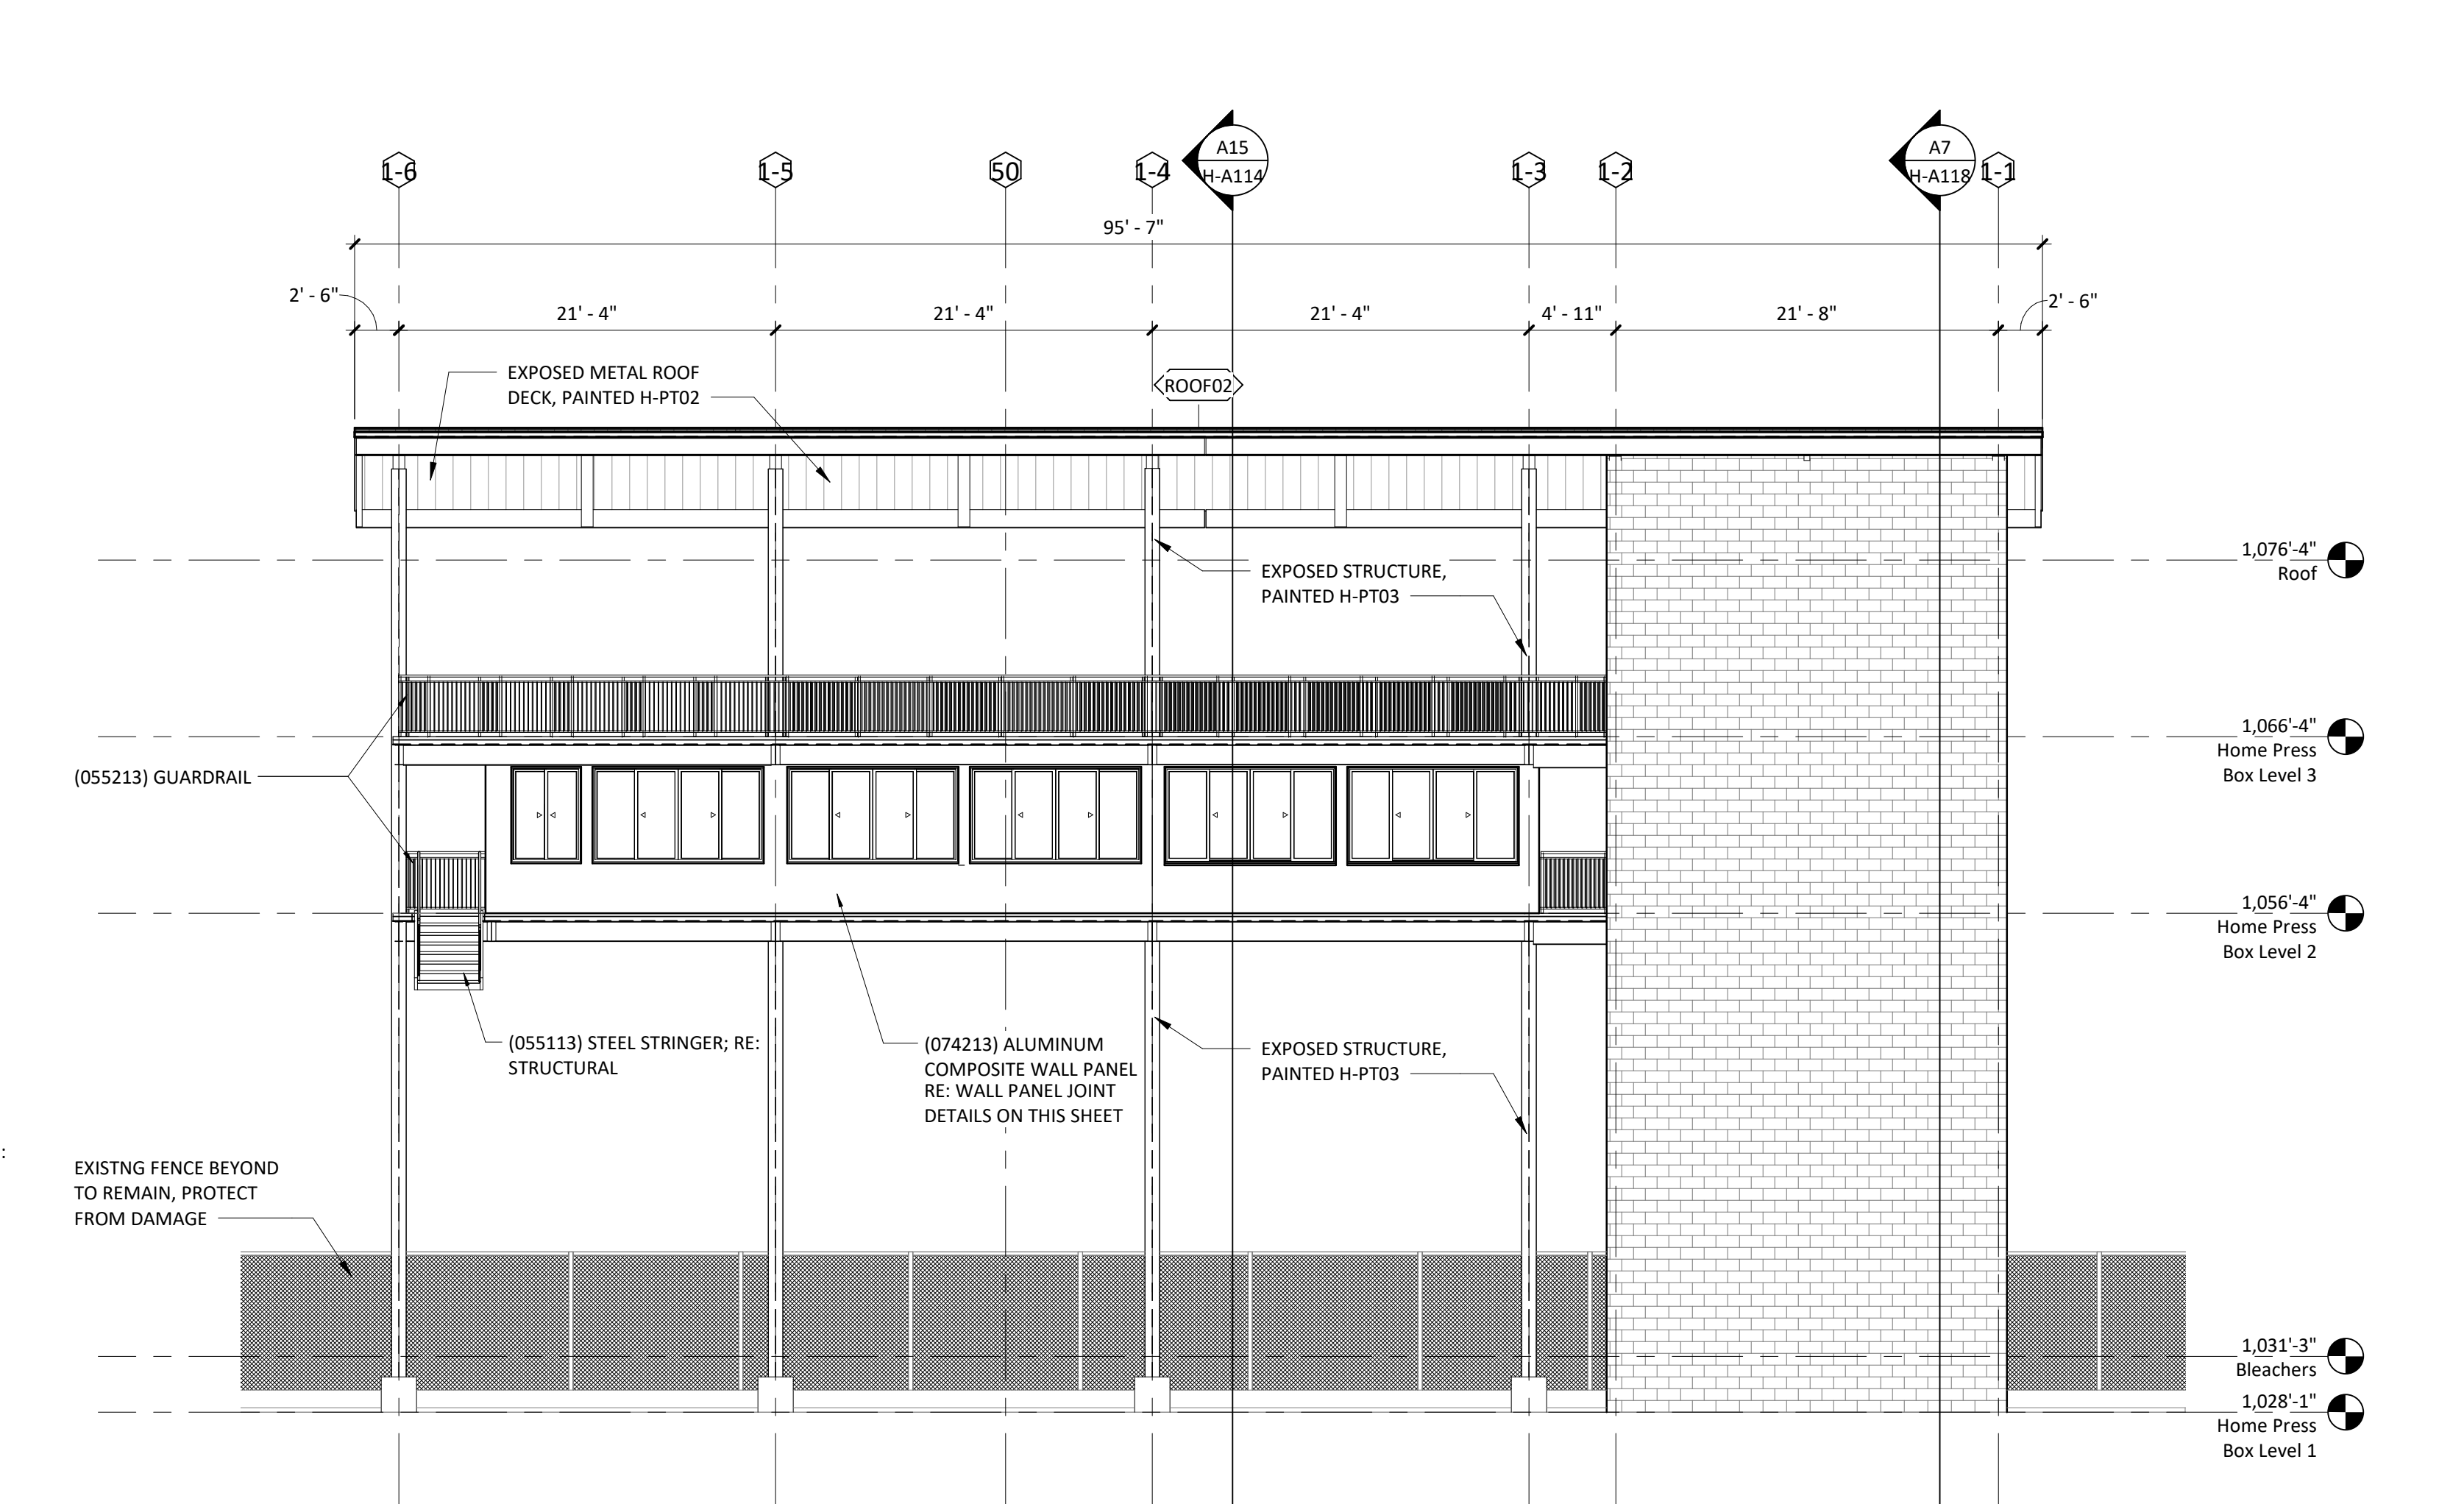 A15
A7
1-6
1-5
50
1-4
H-A114
1-3
1-2
H-A118
1-1
95' - 7"
2' - 6"
21' - 4"
21' - 4"
21' - 4"
4' - 11"
21' - 8"
2' - 6"
EXPOSED METAL ROOF
DECK, PAINTED H-PT02
ROOF02
1,076'-4"
Roof
EXPOSED STRUCTURE,
PAINTED H-PT03
1,066'-4"
Home Press
Box Level 3
(055213) GUARDRAIL
1,056'-4"
Home Press
Box Level 2
(055113) STEEL STRINGER; RE:
STRUCTURAL
(074213) ALUMINUM
COMPOSITE WALL PANEL
RE: WALL PANEL JOINT
DETAILS ON THIS SHEET
EXPOSED STRUCTURE,
PAINTED H-PT03
:
EXISTNG FENCE BEYOND
TO REMAIN, PROTECT
FROM DAMAGE
1,031'-3"
Bleachers
1,028'-1"
Home Press
Box Level 1